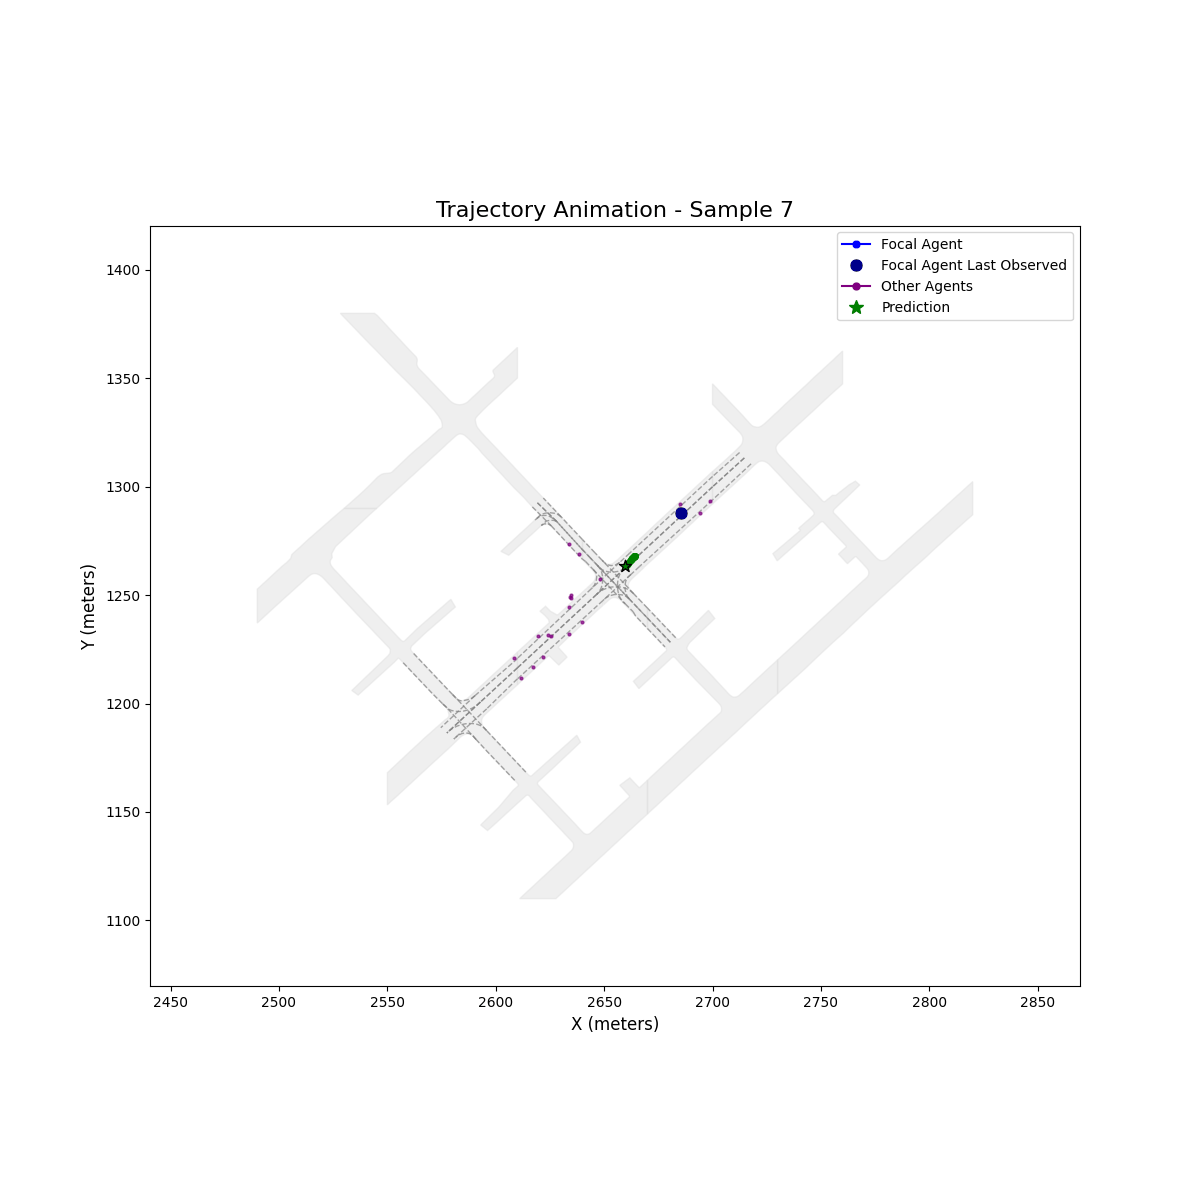 Trajectory Animation - Sample 7
Focal Agent
Focal Agent Last Observed
Other Agents
Prediction
Y (meters)
1400
1350
1300
1250
1200
1150
1100
2450 2500 2550 2600 2650 2700 2750 2800 2850
X (meters)